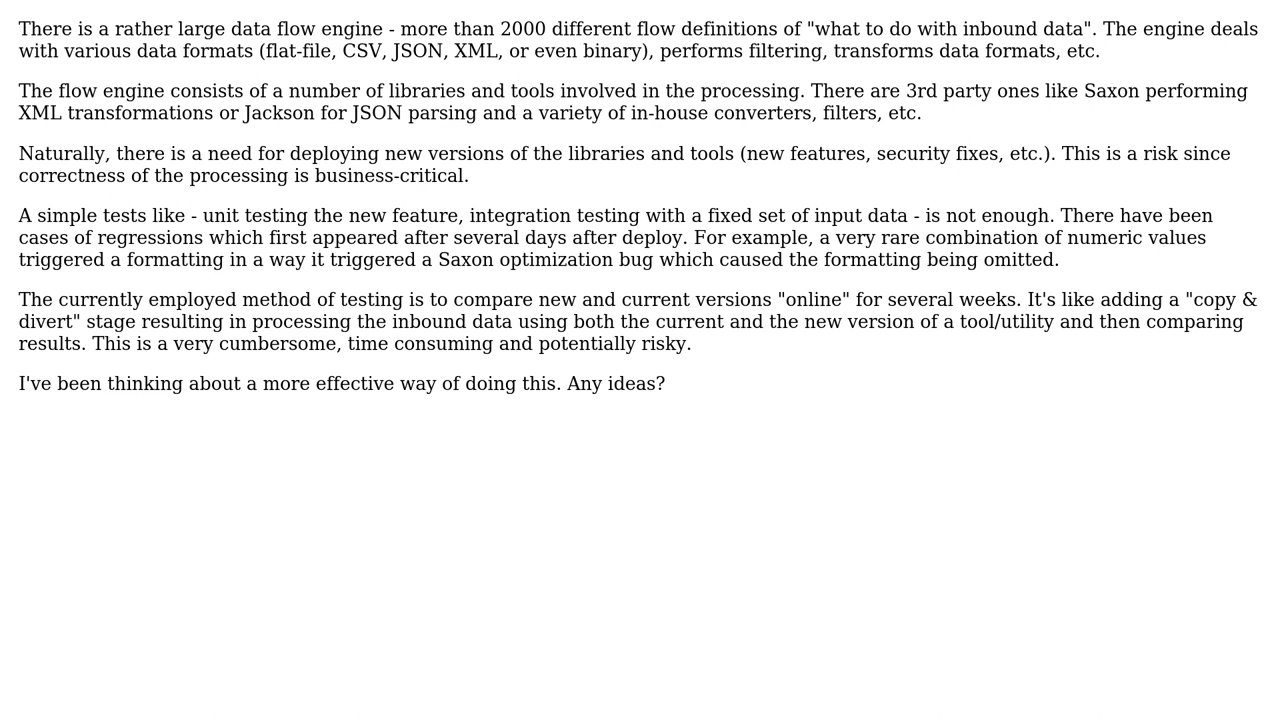 There is a rather large data flow engine - more than 2000 different flow definitions of "what to do with inbound data". The engine deals
with various data formats (flat-file, CSV, JSON, XML, or even binary), performs filtering, transforms data formats, etc.
The flow engine consists of a number of libraries and tools involved in the processing. There are 3rd party ones like Saxon performing
XML transformations or Jackson for JSON parsing and a variety of in-house converters, filters, etc.
Naturally, there is a need for deploying new versions of the libraries and tools (new features, security fixes, etc.). This is a risk since
correctness of the processing is business-critical.
A simple tests like - unit testing the new feature, integration testing with a fixed set of input data - is not enough. There have been
cases of regressions which first appeared after several days after deploy. For example, a very rare combination of numeric values
triggered a formatting in a way it triggered a Saxon optimization bug which caused the formatting being omitted.
The currently employed method of testing is to compare new and current versions "online" for several weeks. It's like adding a "copy &
divert" stage resulting in processing the inbound data using both the current and the new version of a tool/utility and then comparing
results. This is a very cumbersome, time consuming and potentially risky.
I've been thinking about a more effective way of doing this. Any ideas?